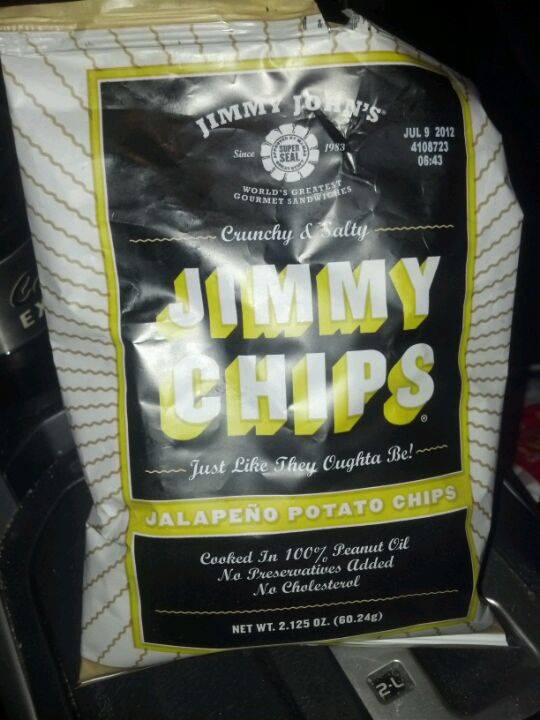 JIMMY JOHN'S®
JUL 9 2012
4108723
06:43
Since
SUPER
SEAL
1983
WORLD'S GREATEST
GOURMET SANDWICHES
Crunchy & Salty
JIMMY
CHIPS®
Just Like They Oughta Be!
JALAPEÑO POTATO CHIPS
Cooked In 100% Peanut Oil
No Preservatives Added
No Cholesterol
NET WT. 2.125 OZ. (60.24g)
2-L